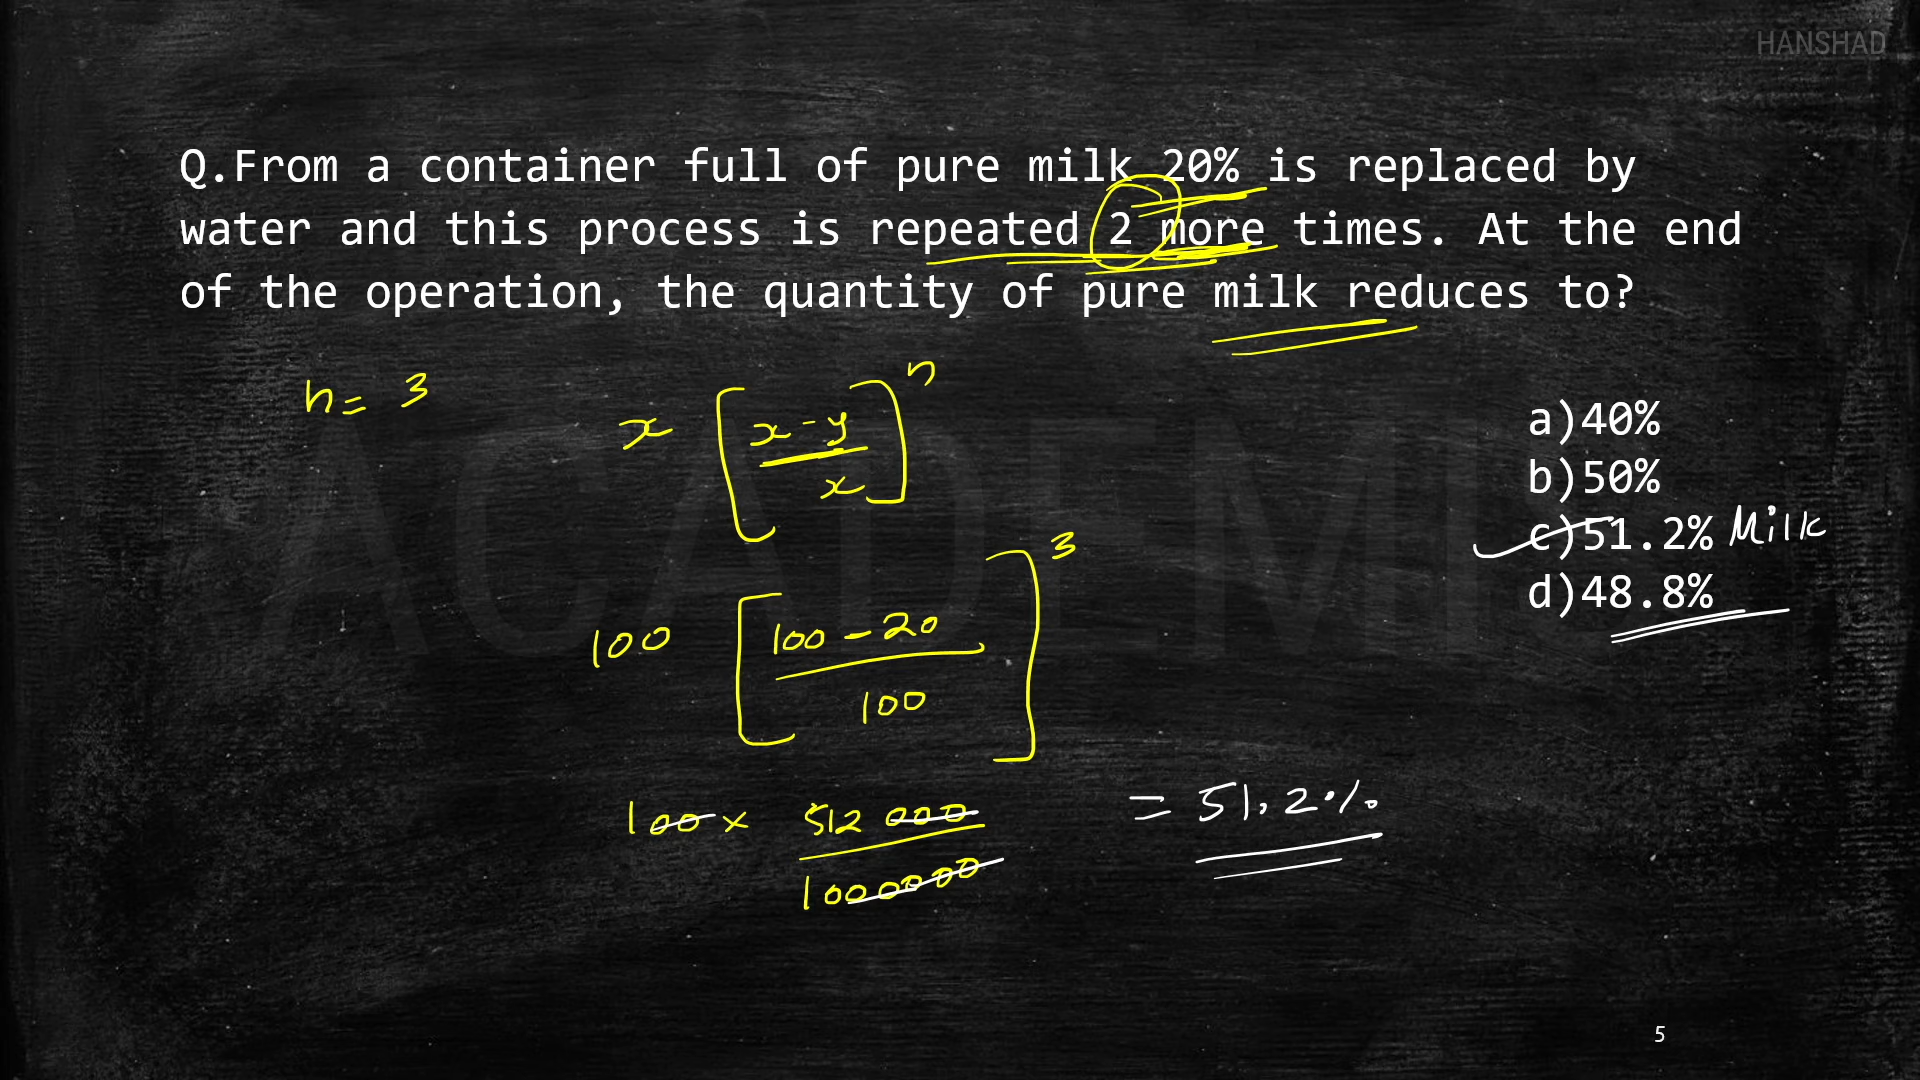 HANSHAD
Q.From a container full of pure milk 20% is replaced by
water and this process is repeated 2 more times. At the end
of the operation, the quantity of pure milk reduces to?
n = 3
x [x - y / x]^n
a)40%
b)50%
c)51.2% Milk
d)48.8%
100 [100 - 20 / 100]^3
100 x 512000 / 1000000 = 51.2%
ACADEMI
5